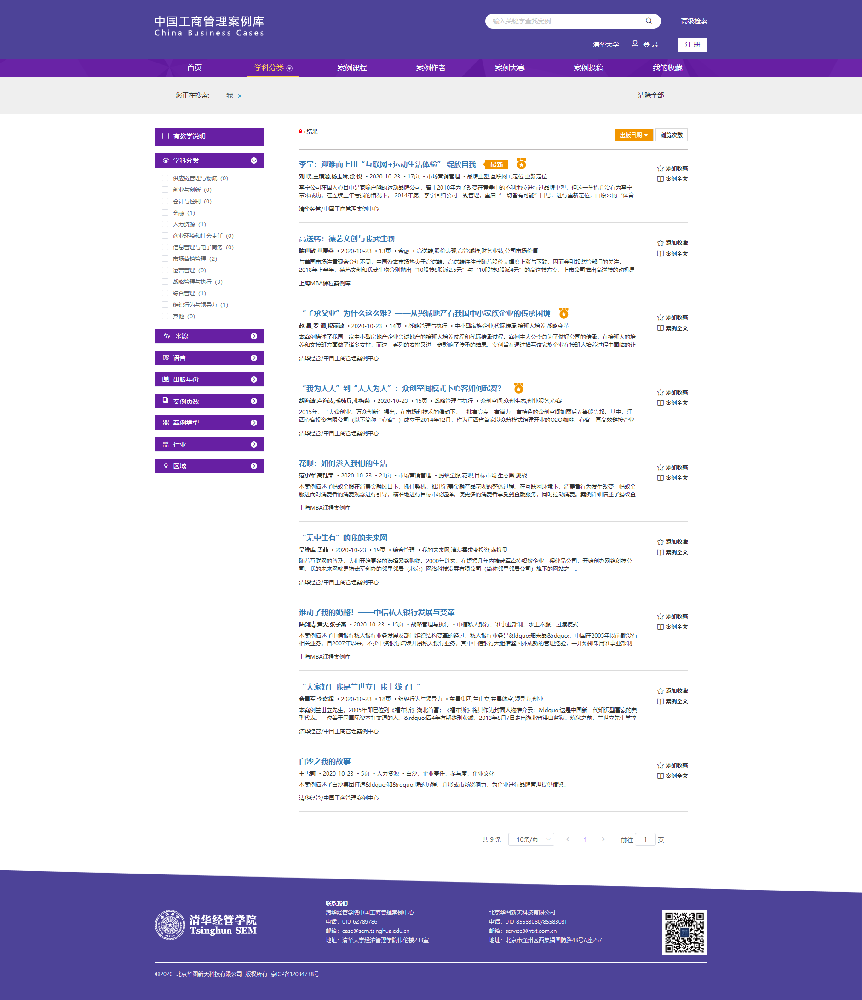 中国工商管理案例库
China Business Cases
输入关键字查找案例
高级检索
清华大学 登 录 注 册
首页 学科分类 案例课程 案例作者 案例大赛 案例投稿 我的收藏
您正在搜索: 我 × 清除全部
有教学说明
学科分类
供应链管理与物流（0）
创业与创新（0）
会计与控制（0）
金融（1）
人力资源（1）
商业环境和社会责任（0）
信息管理与电子商务（0）
市场营销管理（2）
运营管理（0）
战略管理与执行（3）
综合管理（1）
组织行为与领导力（1）
其他（0）
来源
语言
出版年份
案例页数
案例类型
行业
区域
9+结果
出版日期 浏览次数
李宁：迎难而上用“互联网+运动生活体验” 绽放自我 最新
刘 璞,王镁涵,杨玉娇,徐 悦 • 2020-10-23 • 17页 • 市场营销管理 • 品牌重塑,互联网+,定位,重新定位
李宁公司在国人心目中是家喻户晓的运动品牌公司，曾于2010年为了改变在竞争中的不利地位进行过品牌重塑，但这一举措并没有为李宁
带来成功。在连续三年亏损的情况下， 2014年底，李宁回归公司一线管理，重启“一切皆有可能”口号，进行重新定位，由原来的“体育
清华经管/中国工商管理案例中心
添加收藏
案例全文
高送转：德艺文创与我武生物
陈世敏,黄夏燕 • 2020-10-23 • 13页 • 金融 • 高送转,股价表现,高管减持,财务业绩,公司市场价值
与美国市场注重现金分红不同，中国资本市场热衷于高送转。高送转往往伴随着股价大幅度上涨与下跌，因而会引起监管部门的关注。
2018年上半年，德艺文创和我武生物分别抛出“10股转8股派2.5元”与“10股转8股派4元”的高送转方案，上市公司推出高送转的动机是
上海MBA课程案例库
添加收藏
案例全文
“子承父业”为什么这么难？——从兴诚地产看我国中小家族企业的传承困境
赵 晶,罗 钢,祝丽敏 • 2020-10-23 • 14页 • 战略管理与执行 • 中小型家族企业,代际传承,接班人培养,战略变革
本案例描述了我国一家中小型房地产企业兴诚地产的接班人培养过程和代际传承过程。案例主人公李总为了做好公司的传承，在接班人的培
养和交接班方面做了诸多安排，而这一系列的安排又进一步影响了传承的结果。案例旨在通过描写该家族企业在接班人培养过程中面临的让
清华经管/中国工商管理案例中心
添加收藏
案例全文
“我为人人”到“人人为人”：众创空间模式下心客如何起舞？
胡海波,卢海涛,毛纯兵,费梅菊 • 2020-10-23 • 15页 • 战略管理与执行 • 众创空间,众创生态,创业服务,心客
2015年，“大众创业，万众创新”提出，在市场和技术的催动下，一批有亮点、有潜力、有特色的众创空间如雨后春笋般兴起。其中，江
西心客投资有限公司（以下简称“心客”）成立于2014年12月，作为江西省首家以众筹模式组建开业的O2O咖啡，心客一直高效链接企业
清华经管/中国工商管理案例中心
添加收藏
案例全文
花呗：如何渗入我们的生活
范小军,高钰荣 • 2020-10-23 • 21页 • 市场营销管理 • 蚂蚁金服,花呗,目标市场,生态圈,挑战
本案例描述了蚂蚁金服在消费金融风口下，抓住契机，推出消费金融产品花呗的整体过程。在互联网环境下，消费者行为发生改变，蚂蚁金
服进而对消费者的消费观念进行引导，精准地进行目标市场选择，使更多的消费者享受到金融服务，同时拉动消费。案例详细描述了蚂蚁金
上海MBA课程案例库
添加收藏
案例全文
“无中生有”的我的未来网
吴维库,孟菲 • 2020-10-23 • 19页 • 综合管理 • 我的未来网,消费需求变投资,虚拟贝
随着互联网的普及，人们开始更多的选择网络购物。2000年以来，在短短几年内褚武军卖掉蚂蚁企业、保健品公司，开始创办网络科技公
司，我的未来网就是褚武军创办的邻里邻居（北京）网络科技发展有限公司（简称邻里邻居公司）旗下的网站之一。
清华经管/中国工商管理案例中心
添加收藏
案例全文
谁动了我的奶酪！——中信私人银行发展与变革
陆剑清,黄雯,张子燕 • 2020-10-23 • 15页 • 战略管理与执行 • 中信私人银行，准事业部制，水土不服，过渡模式
本案例描述了中信银行私人银行业务发展及部门组织结构变革的经过。私人银行业务是&ldquo;舶来品&rdquo;，中国在2005年以前都没有
相关业务。自2007年以来，不少中资银行陆续开展私人银行业务，其中中信银行大胆借鉴国外成熟的管理经验，一开始即采用准事业部制
上海MBA课程案例库
添加收藏
案例全文
“大家好！我是兰世立！我上线了！”
金勇军,李晓辉 • 2020-10-23 • 18页 • 组织行为与领导力 • 东星集团,兰世立,东星航空,领导力,创业
本案例兰世立先生，2005年即已位列《福布斯》湖北首富；《福布斯》将其作为封面人物推介云：&ldquo;这是中国新一代知识型富豪的典
型代表，一位善于同国际资本打交道的人。&rdquo;因4年有期徒刑获减，2013年8月7日走出湖北省洪山监狱。炼狱之前，兰世立先生掌控
清华经管/中国工商管理案例中心
添加收藏
案例全文
白沙之我的故事
王雪莉 • 2020-10-23 • 5页 • 人力资源 • 白沙，企业责任，参与度，企业文化
本案例描述了白沙集团打造&ldquo;和&rdquo;牌的历程，并形成市场影响力，为企业进行品牌管理提供借鉴。
清华经管/中国工商管理案例中心
添加收藏
案例全文
共 9 条 10条/页 1 前往 1 页
清华经管学院
Tsinghua SEM
联系我们
清华经管学院中国工商管理案例中心
电话：010-62789786
邮箱：case@sem.tsinghua.edu.cn
地址：清华大学经济管理学院伟伦楼233室
北京华图新天科技有限公司
电话：010-85583080/85583081
邮箱：service@htxt.com.cn
地址：北京市通州区西集镇国防路43号A座257
©2020 北京华图新天科技有限公司 版权所有 京ICP备12034738号